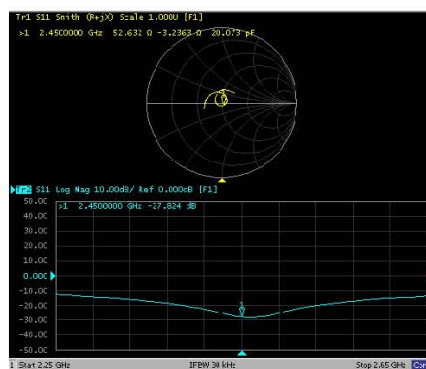 Tr1 S11 Smith (R+jX) Scale 1.000U [F1]
>1 2.4500000 GHz 52.632 Ω -3.2363 Ω 20.073 pF
Tr2 S11 Log Mag 10.00dB/ Ref 0.000dB [F1]
50.00
>1 2.4500000 GHz -27.824 dB
40.00
30.00
20.00
10.00
0.000
-10.00
-20.00
1
-30.00
-40.00
-50.00
1 Start 2.25 GHz IFBW 30 kHz Stop 2.65 GHz